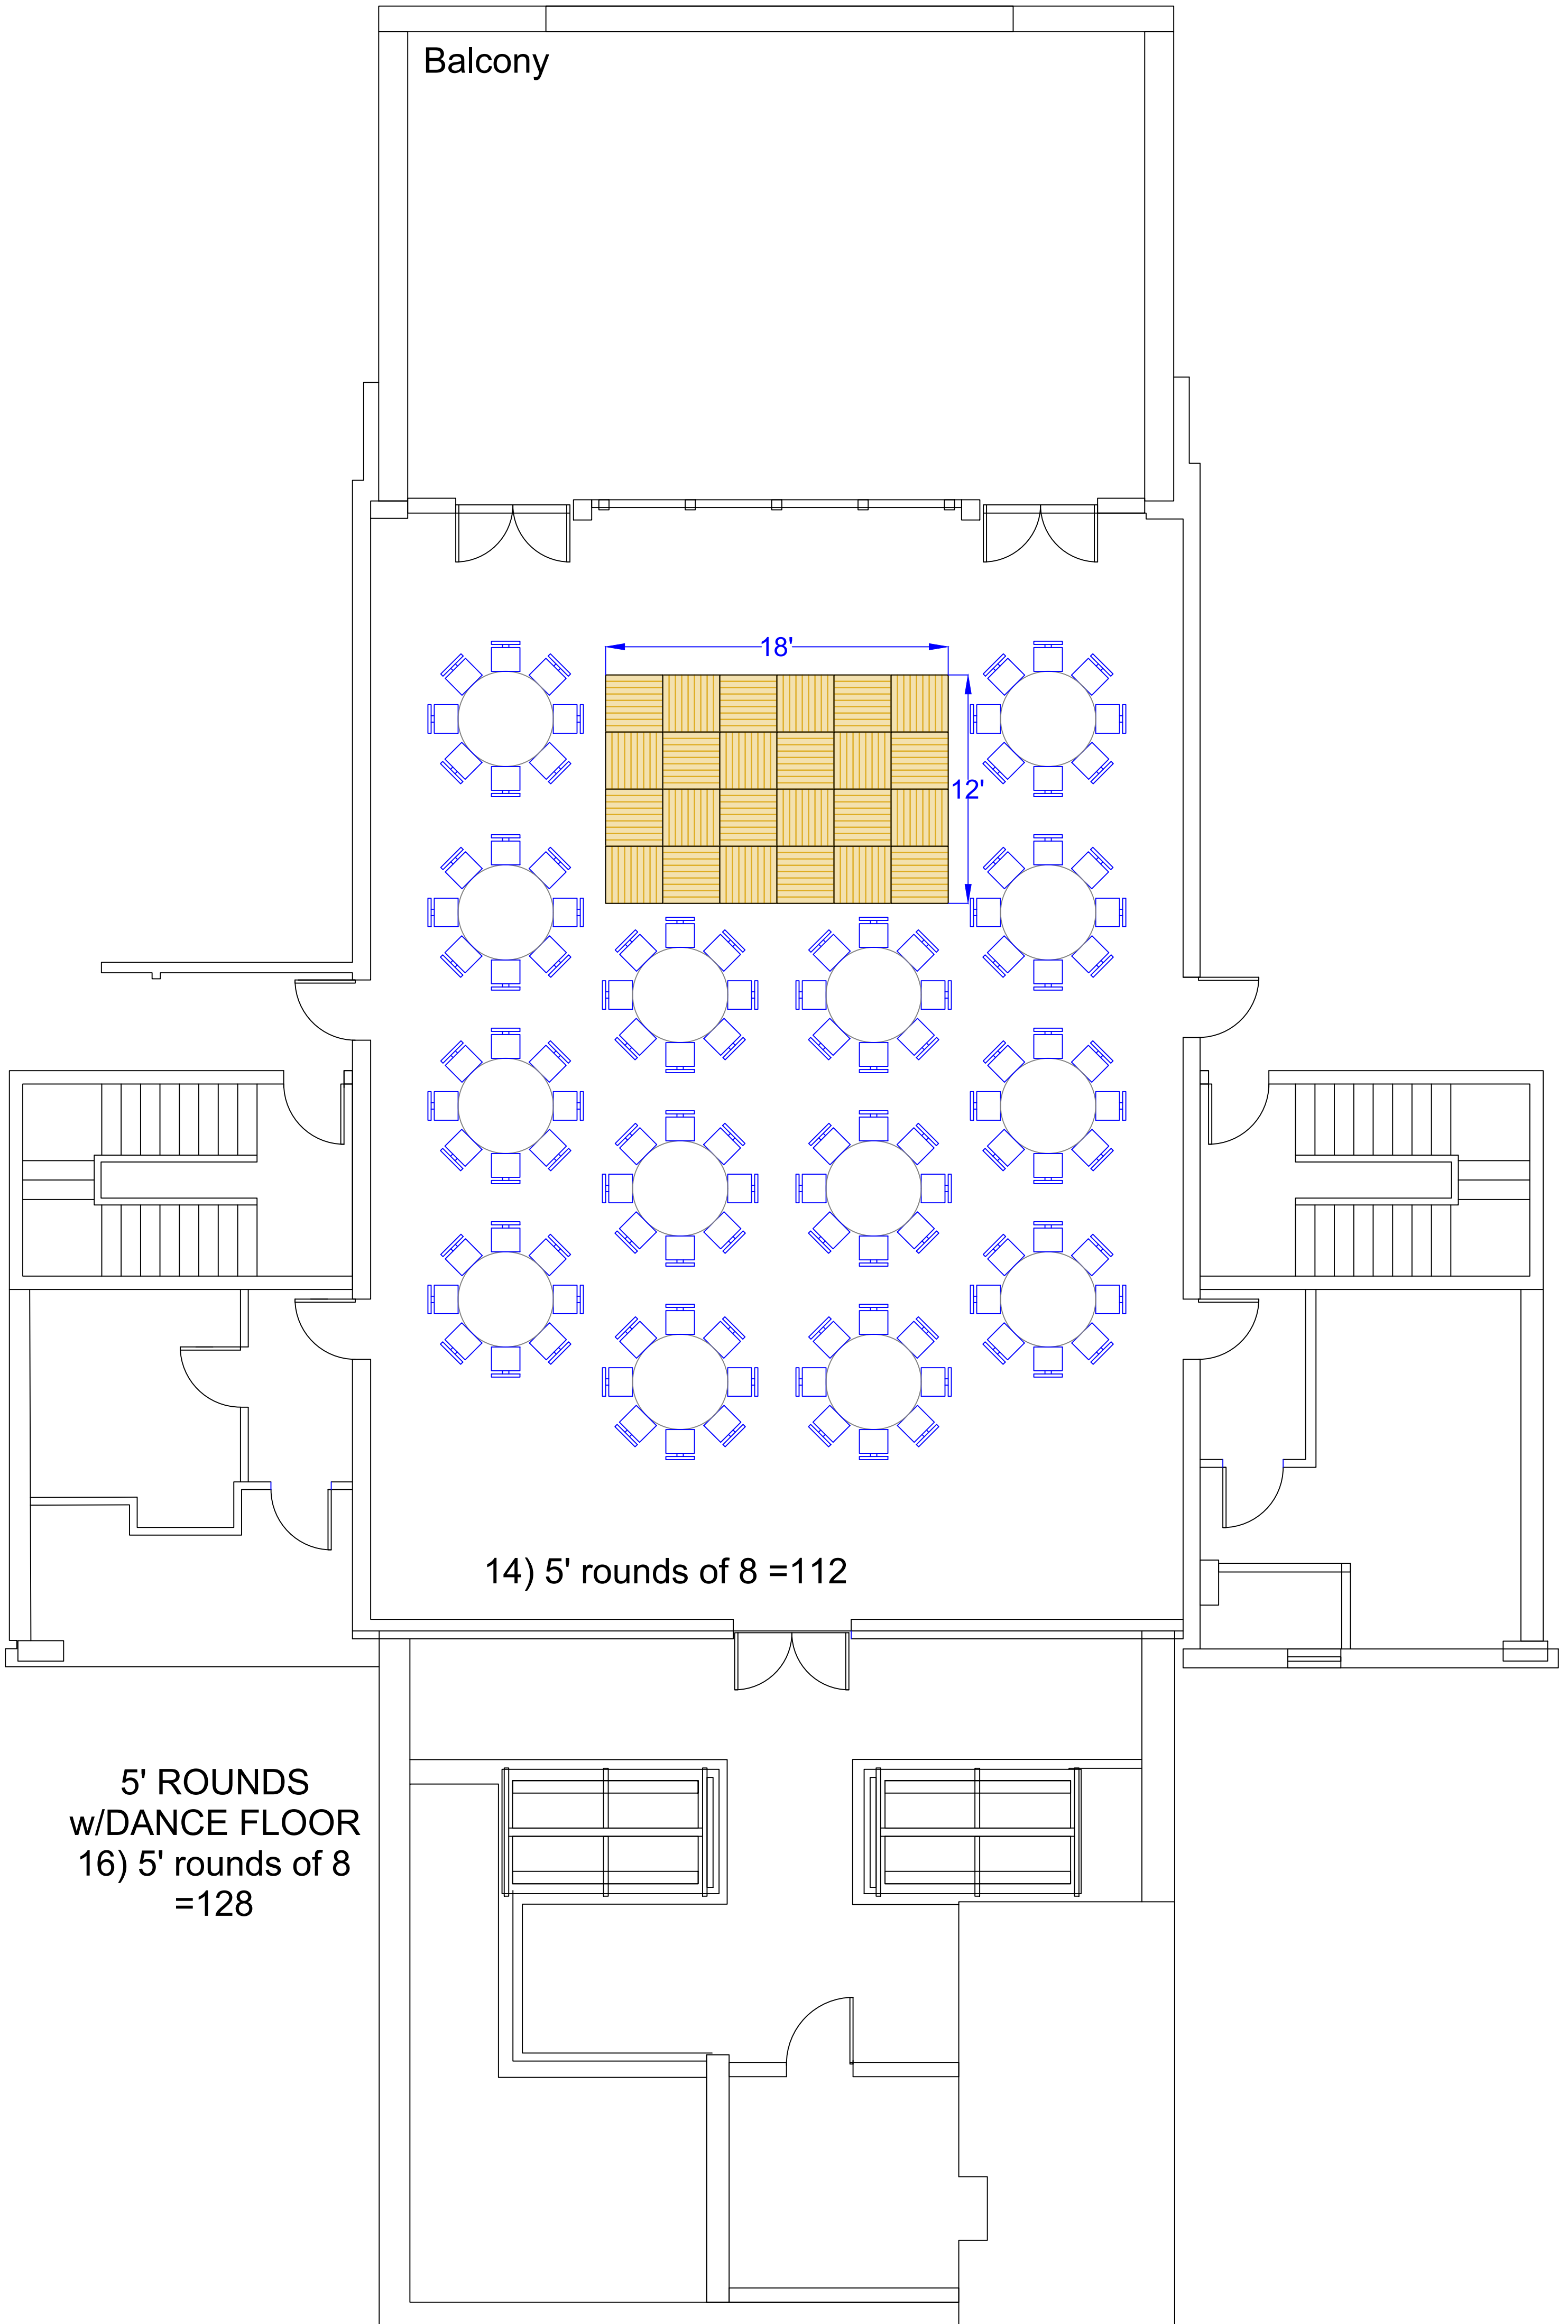 Balcony
18'
12'
14) 5' rounds of 8 =112
5' ROUNDS
w/DANCE FLOOR
16) 5' rounds of 8
=128